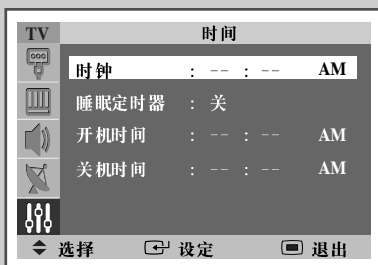 TV 时间
时钟 : -- : -- AM
睡眠定时器 : 关
开机时间 : -- : -- AM
关机时间 : -- : -- AM
选择 设定 退出